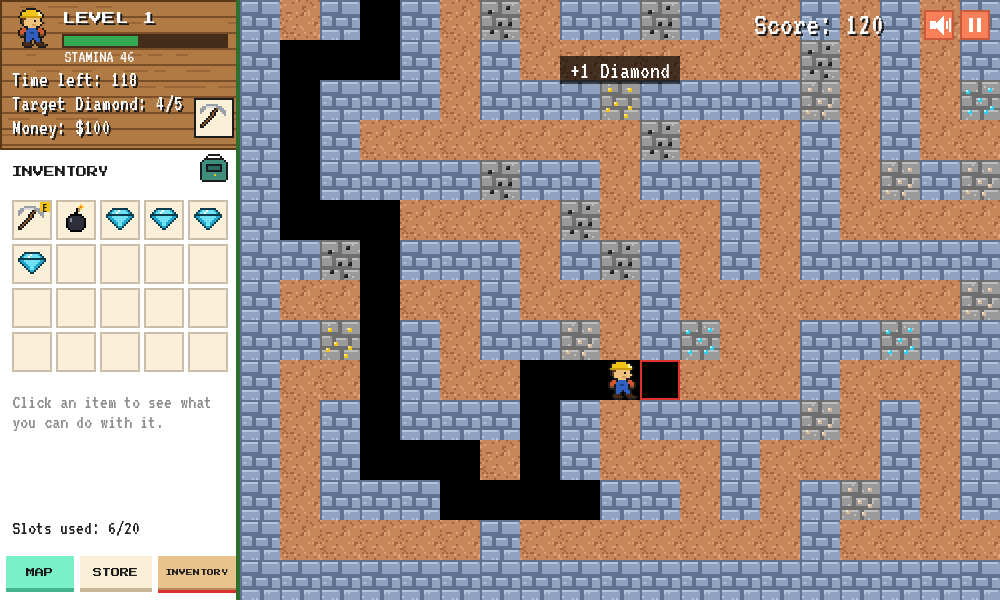 LEVEL 1
STAMINA 46
Time left: 118
Target Diamond: 4/5
Money: $100
Score: 120
+1 Diamond
INVENTORY
E
Click an item to see what
you can do with it.
Slots used: 6/20
MAP
STORE
INVENTORY